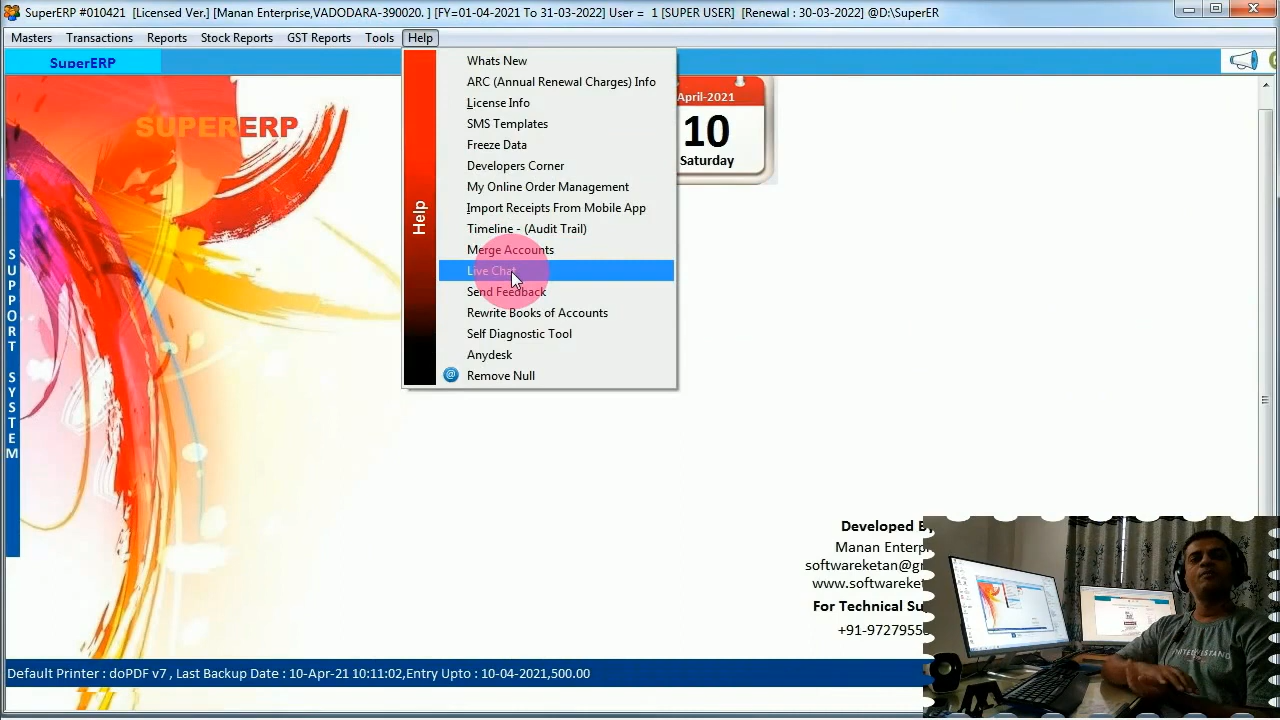 SuperERP #010421 [Licensed Ver.] [Manan Enterprise,VADODARA-390020. ] [FY=01-04-2021 To 31-03-2022] User = 1 [SUPER USER] [Renewal : 30-03-2022] @D:\SuperER
Masters Transactions Reports Stock Reports GST Reports Tools Help
SuperERP
SUPERERP
SUPPORT SYSTEM
Help
Whats New
ARC (Annual Renewal Charges) Info
License Info
SMS Templates
Freeze Data
Developers Corner
My Online Order Management
Import Receipts From Mobile App
Timeline - (Audit Trail)
Merge Accounts
Live Chat
Send Feedback
Rewrite Books of Accounts
Self Diagnostic Tool
Anydesk
@ Remove Null
April-2021
10
Saturday
Developed B
Manan Enterpr
softwareketan@g
www.softwareket
For Technical Su
+91-9727955
Default Printer : doPDF v7 , Last Backup Date : 10-Apr-21 10:11:02,Entry Upto : 10-04-2021,500.00